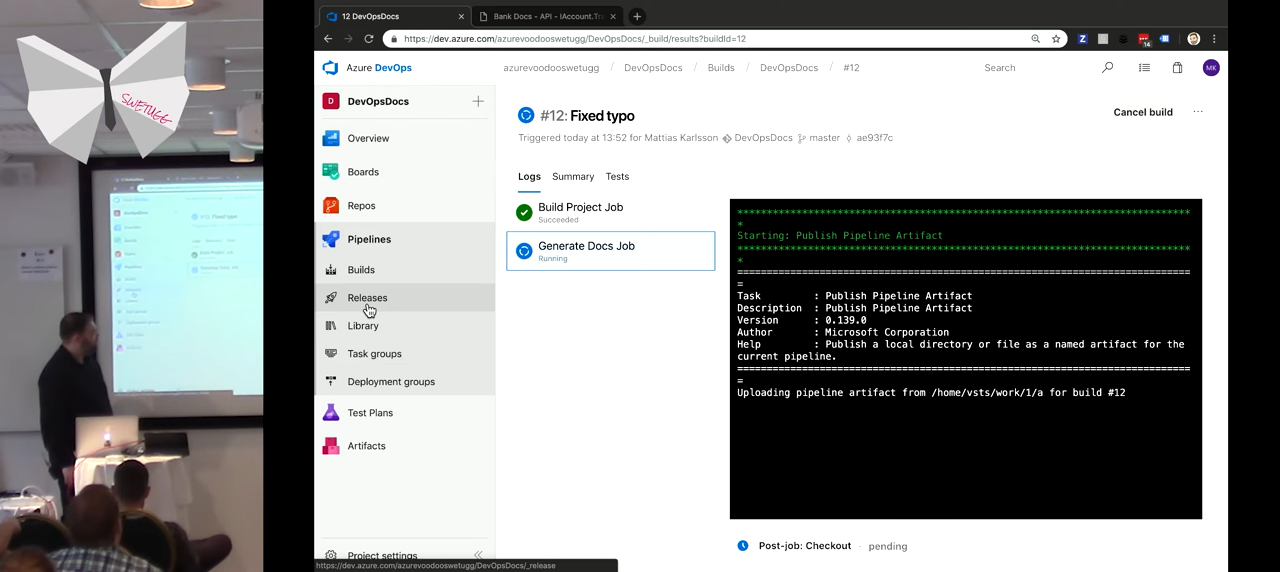 SWETUGG
12 DevOpsDocs
Bank Docs - API - IAccount.Tra
https://dev.azure.com/azurevoodooswetugg/DevOpsDocs/_build/results?buildId=12
14
Azure DevOps
azurevoodooswetugg / DevOpsDocs / Builds / DevOpsDocs / #12
Search
MK
D DevOpsDocs
Overview
Boards
Repos
Pipelines
Builds
Releases
Library
Task groups
Deployment groups
Test Plans
Artifacts
Project settings
https://dev.azure.com/azurevoodooswetugg/DevOpsDocs/_release
#12: Fixed typo
Cancel build
Triggered today at 13:52 for Mattias Karlsson DevOpsDocs master ae93f7c
Logs Summary Tests
Build Project Job
Succeeded
Generate Docs Job
Running
Starting: Publish Pipeline Artifact
Task : Publish Pipeline Artifact
Description : Publish Pipeline Artifact
Version : 0.139.0
Author : Microsoft Corporation
Help : Publish a local directory or file as a named artifact for the
current pipeline.
Uploading pipeline artifact from /home/vsts/work/1/a for build #12
Post-job: Checkout · pending